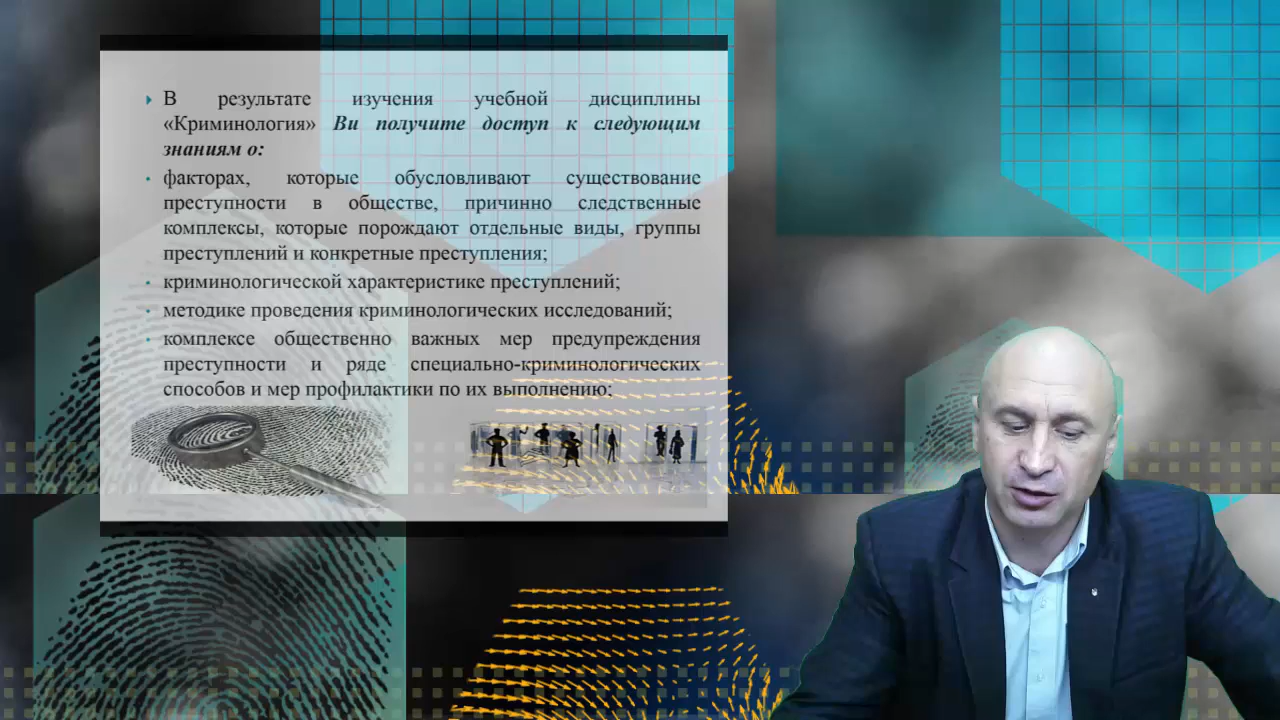 В результате изучения учебной дисциплины
«Криминология» Ви получите доступ к следующим
знаниям о:
факторах, которые обусловливают существование
преступности в обществе, причинно следственные
комплексы, которые порождают отдельные виды, группы
преступлений и конкретные преступления;
криминологической характеристике преступлений;
методике проведения криминологических исследований;
комплексе общественно важных мер предупреждения
преступности и ряде специально-криминологических
способов и мер профилактики по их выполнению;